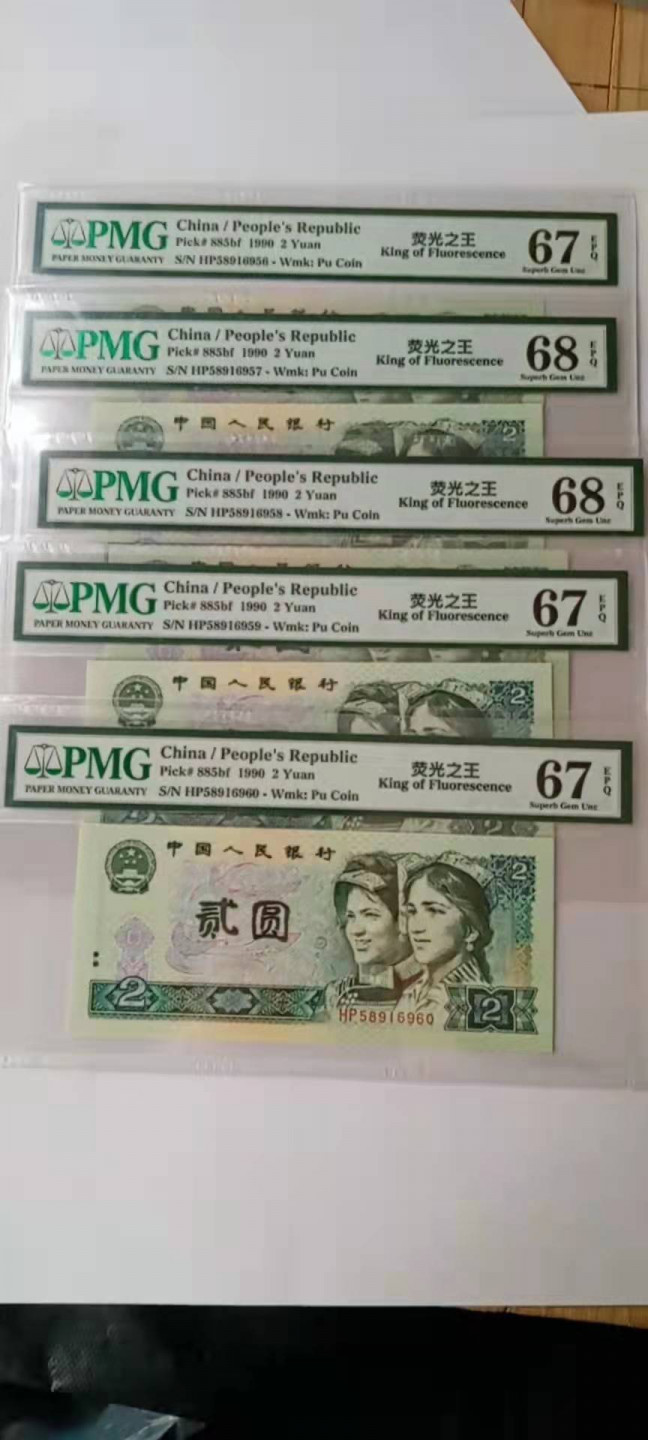 PMG
PAPER MONEY GUARANTY
China / People's Republic
Pick# 885bf 1990 2 Yuan
S/N HP58916956 - Wmk: Pu Coin
荧光之王
King of Fluorescence
67
EPQ
Superb Gem Unc
PMG
PAPER MONEY GUARANTY
China / People's Republic
Pick# 885bf 1990 2 Yuan
S/N HP58916957 - Wmk: Pu Coin
荧光之王
King of Fluorescence
68
EPQ
Superb Gem Unc
中国人民银行
2
PMG
PAPER MONEY GUARANTY
China / People's Republic
Pick# 885bf 1990 2 Yuan
S/N HP58916958 - Wmk: Pu Coin
荧光之王
King of Fluorescence
68
EPQ
Superb Gem Unc
PMG
PAPER MONEY GUARANTY
China / People's Republic
Pick# 885bf 1990 2 Yuan
S/N HP58916959 - Wmk: Pu Coin
荧光之王
King of Fluorescence
67
EPQ
Superb Gem Unc
中国人民银行
2
PMG
PAPER MONEY GUARANTY
China / People's Republic
Pick# 885bf 1990 2 Yuan
S/N HP58916960 - Wmk: Pu Coin
荧光之王
King of Fluorescence
67
EPQ
Superb Gem Unc
中国人民银行
2
贰圆
2
HP58916960
2